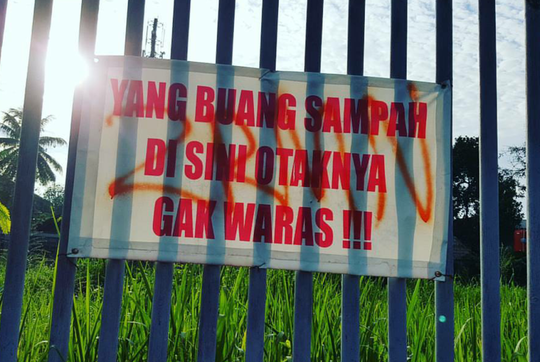 YANG BUANG SAMPAH
DI SINI OTAKNYA
GAK WARAS !!!